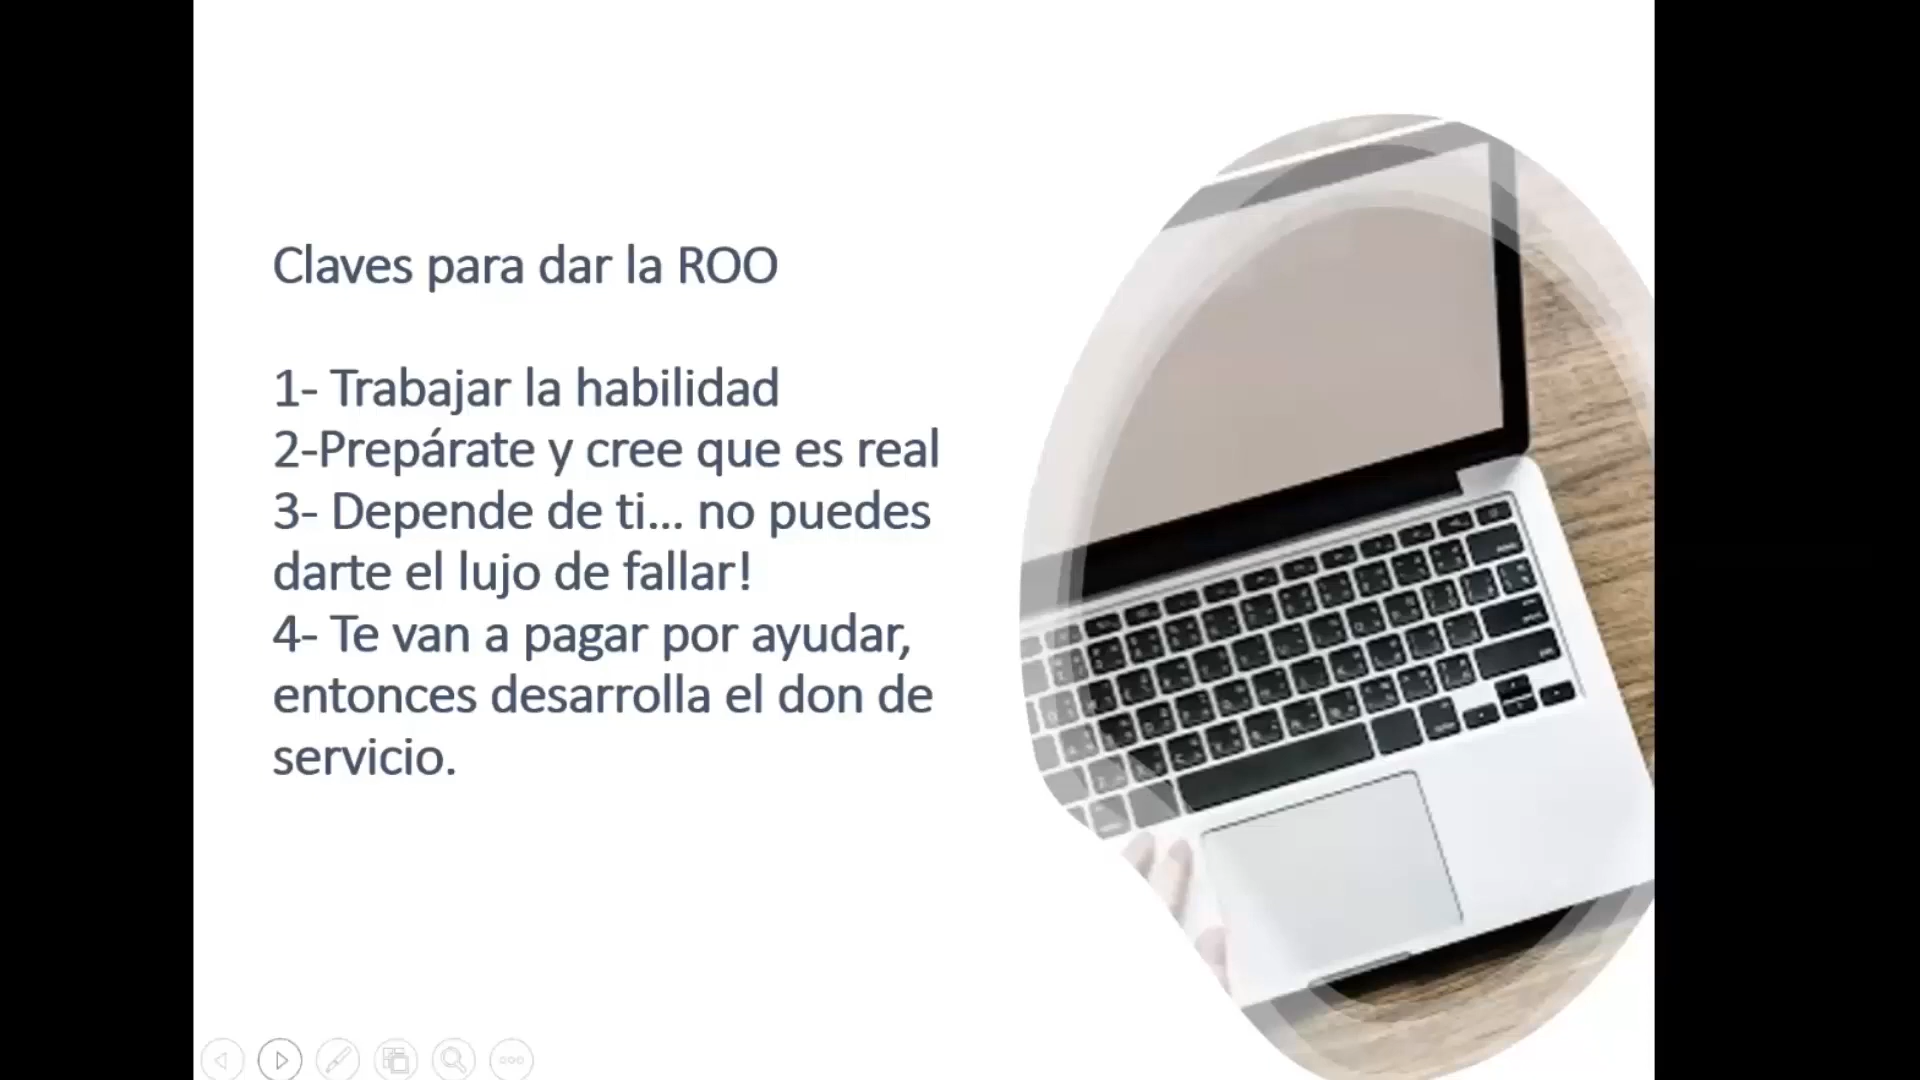 Claves para dar la ROO
1- Trabajar la habilidad
2-Prepárate y cree que es real
3- Depende de ti... no puedes
darte el lujo de fallar!
4- Te van a pagar por ayudar,
entonces desarrolla el don de
servicio.